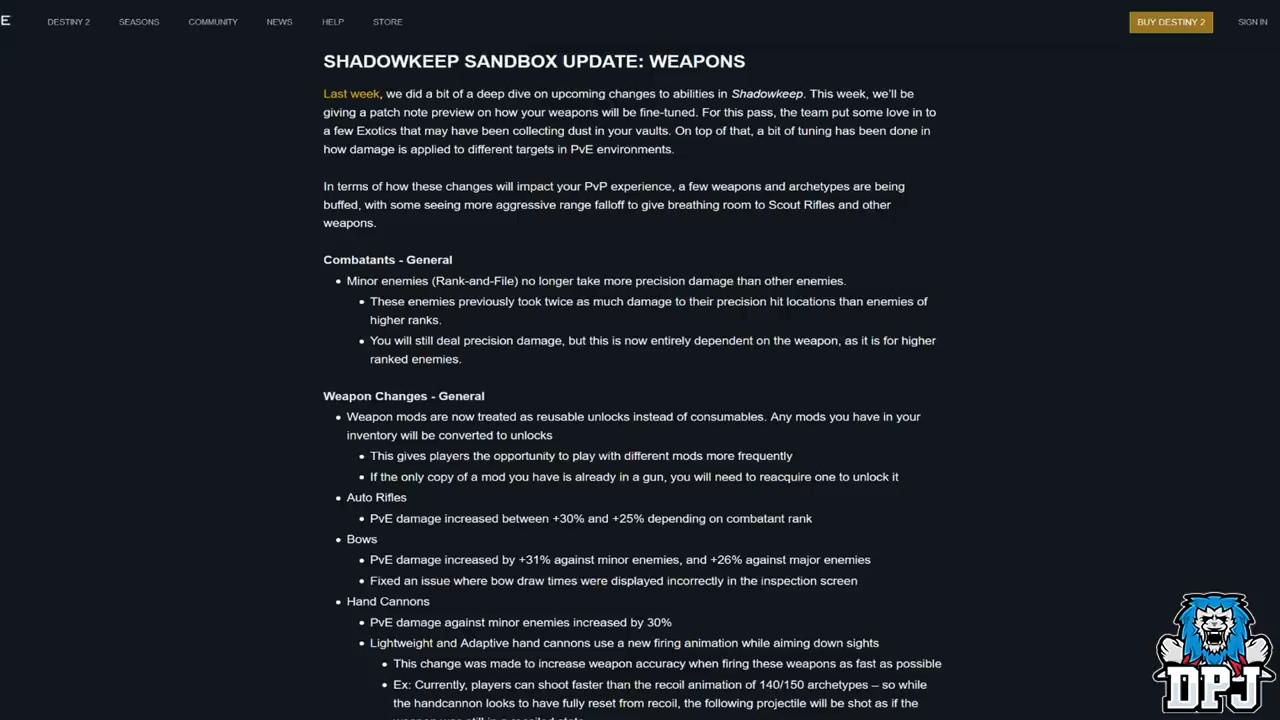 E DESTINY 2 SEASONS COMMUNITY NEWS HELP STORE BUY DESTINY 2 SIGN IN
SHADOWKEEP SANDBOX UPDATE: WEAPONS
Last week, we did a bit of a deep dive on upcoming changes to abilities in Shadowkeep. This week, we'll be
giving a patch note preview on how your weapons will be fine-tuned. For this pass, the team put some love in to
a few Exotics that may have been collecting dust in your vaults. On top of that, a bit of tuning has been done in
how damage is applied to different targets in PvE environments.
In terms of how these changes will impact your PvP experience, a few weapons and archetypes are being
buffed, with some seeing more aggressive range falloff to give breathing room to Scout Rifles and other
weapons.
Combatants - General
• Minor enemies (Rank-and-File) no longer take more precision damage than other enemies.
• These enemies previously took twice as much damage to their precision hit locations than enemies of
higher ranks.
• You will still deal precision damage, but this is now entirely dependent on the weapon, as it is for higher
ranked enemies.
Weapon Changes - General
• Weapon mods are now treated as reusable unlocks instead of consumables. Any mods you have in your
inventory will be converted to unlocks
• This gives players the opportunity to play with different mods more frequently
• If the only copy of a mod you have is already in a gun, you will need to reacquire one to unlock it
• Auto Rifles
• PvE damage increased between +30% and +25% depending on combatant rank
• Bows
• PvE damage increased by +31% against minor enemies, and +26% against major enemies
• Fixed an issue where bow draw times were displayed incorrectly in the inspection screen
• Hand Cannons
• PvE damage against minor enemies increased by 30%
• Lightweight and Adaptive hand cannons use a new firing animation while aiming down sights
• This change was made to increase weapon accuracy when firing these weapons as fast as possible
• Ex: Currently, players can shoot faster than the recoil animation of 140/150 archetypes – so while
the handcannon looks to have fully reset from recoil, the following projectile will be shot as if the
weapon was still in a recoiled state
DPJ